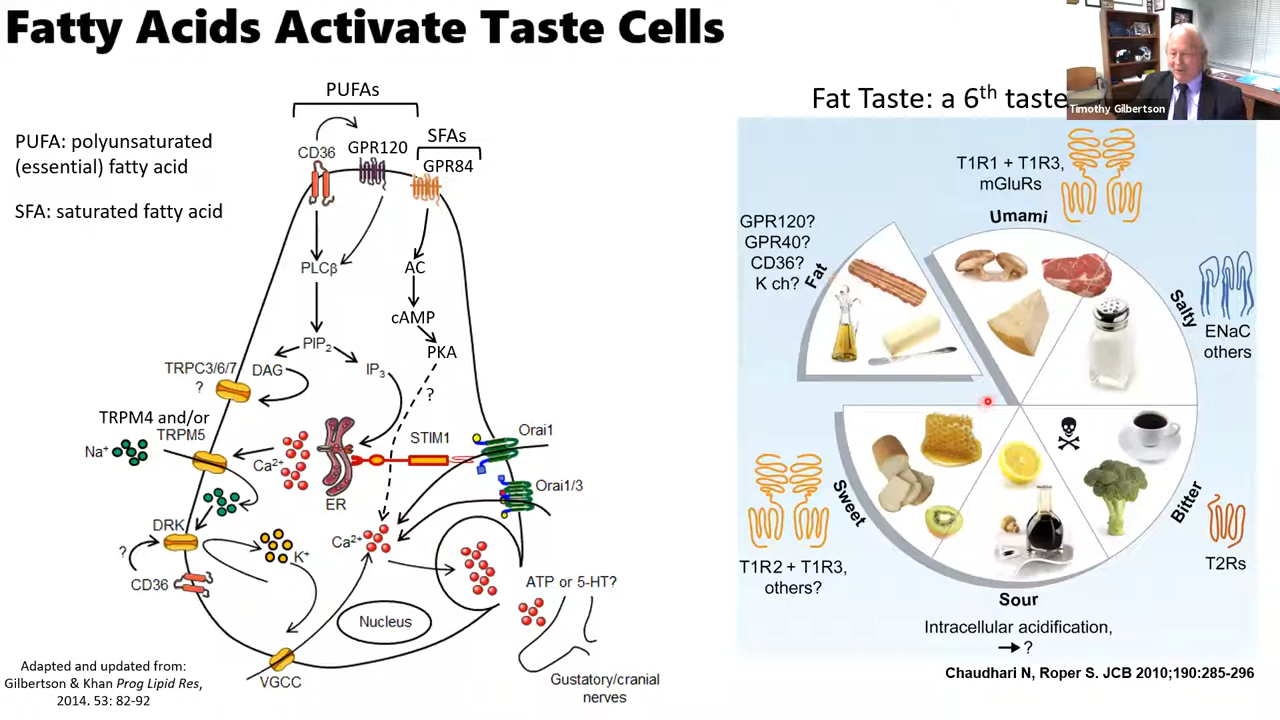 Fatty Acids Activate Taste Cells
PUFAs
PUFA: polyunsaturated
(essential) fatty acid
SFA: saturated fatty acid
CD36
GPR120
SFAs
GPR84
PLCβ
AC
cAMP
PIP2
PKA
TRPC3/6/7
?
DAG
IP3
?
TRPM4 and/or
TRPM5
Na+
Ca2+
ER
STIM1
Orai1
Orai1/3
DRK
?
CD36
K+
Ca2+
ATP or 5-HT?
Nucleus
VGCC
Gustatory/cranial
nerves
Adapted and updated from:
Gilbertson & Khan Prog Lipid Res,
2014. 53: 82-92
Timothy Gilbertson
Fat Taste: a 6th taste
T1R1 + T1R3,
mGluRs
Umami
GPR120?
GPR40?
CD36?
K ch?
Fat
Salty
ENaC
others
Sweet
T1R2 + T1R3,
others?
Bitter
T2Rs
Sour
Intracellular acidification,
→ ?
Chaudhari N, Roper S. JCB 2010;190:285-296